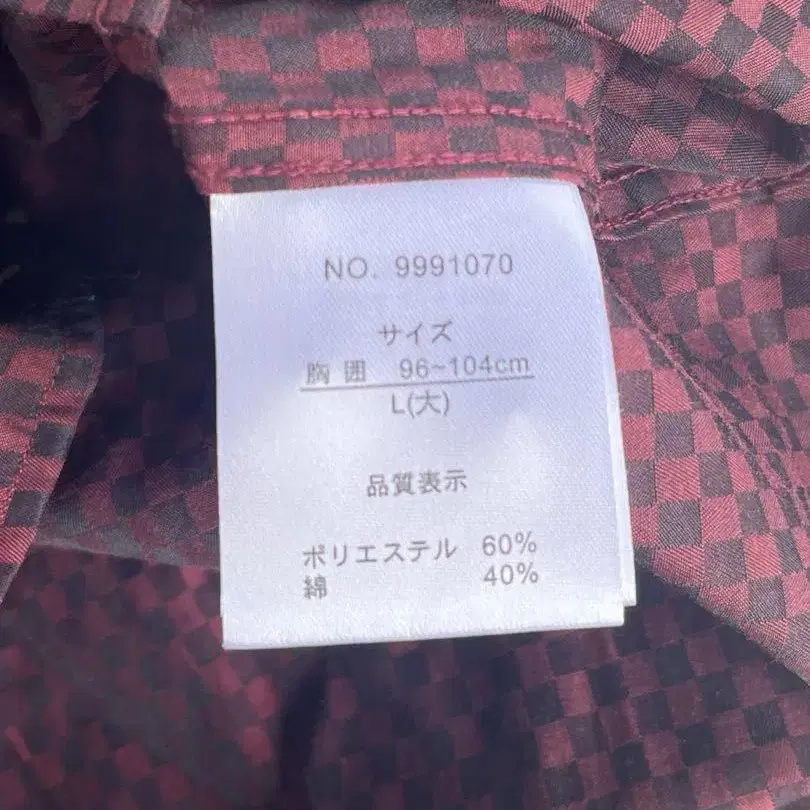 NO. 9991070
サイズ
胸囲 96~104cm
L(大)
品質表示
ポリエステル 60%
綿 40%